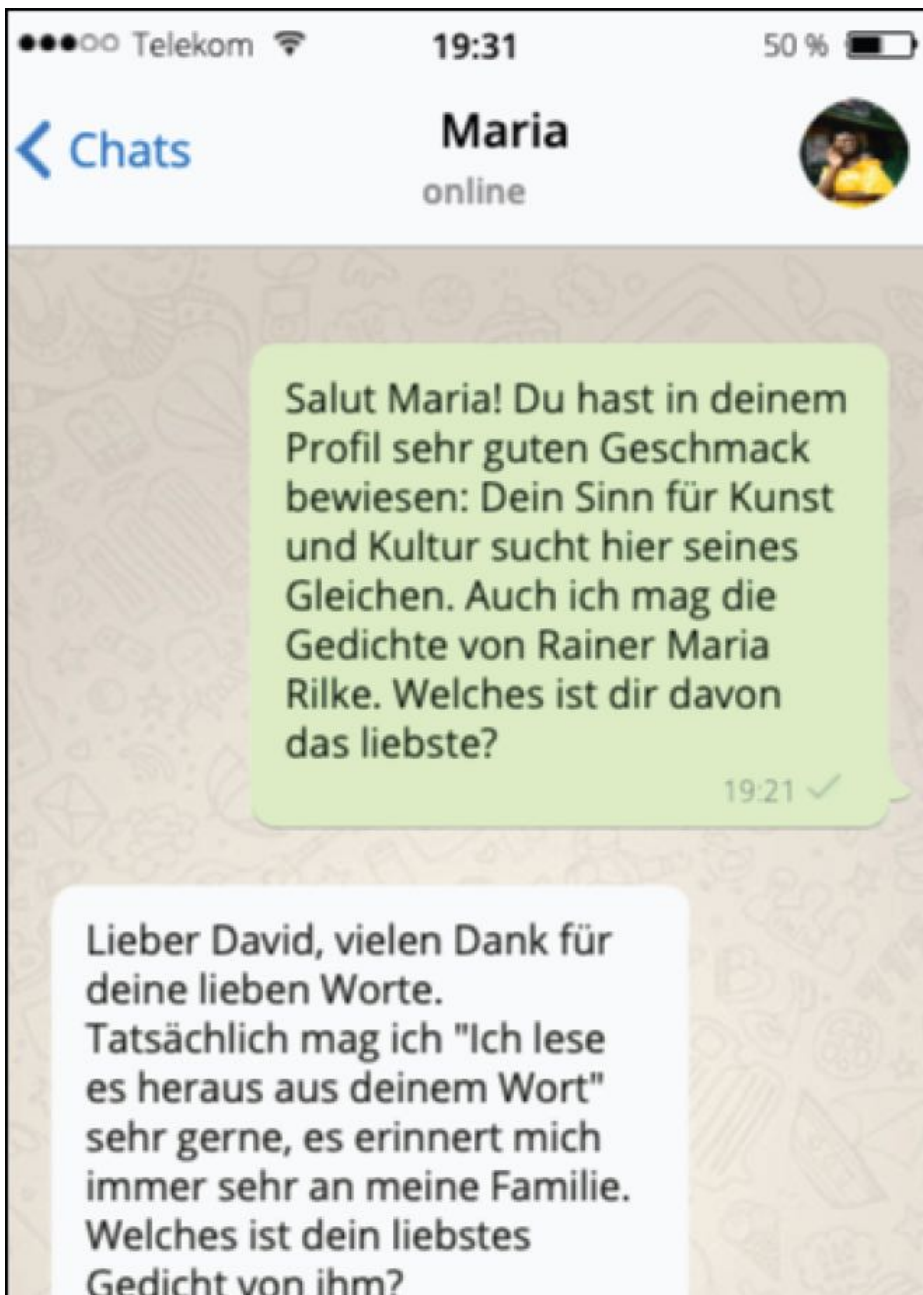 Telekom 19:31 50 %
Chats Maria
online
Salut Maria! Du hast in deinem
Profil sehr guten Geschmack
bewiesen: Dein Sinn für Kunst
und Kultur sucht hier seines
Gleichen. Auch ich mag die
Gedichte von Rainer Maria
Rilke. Welches ist dir davon
das liebste?
19:21
Lieber David, vielen Dank für
deine lieben Worte.
Tatsächlich mag ich "Ich lese
es heraus aus deinem Wort"
sehr gerne, es erinnert mich
immer sehr an meine Familie.
Welches ist dein liebstes
Gedicht von ihm?